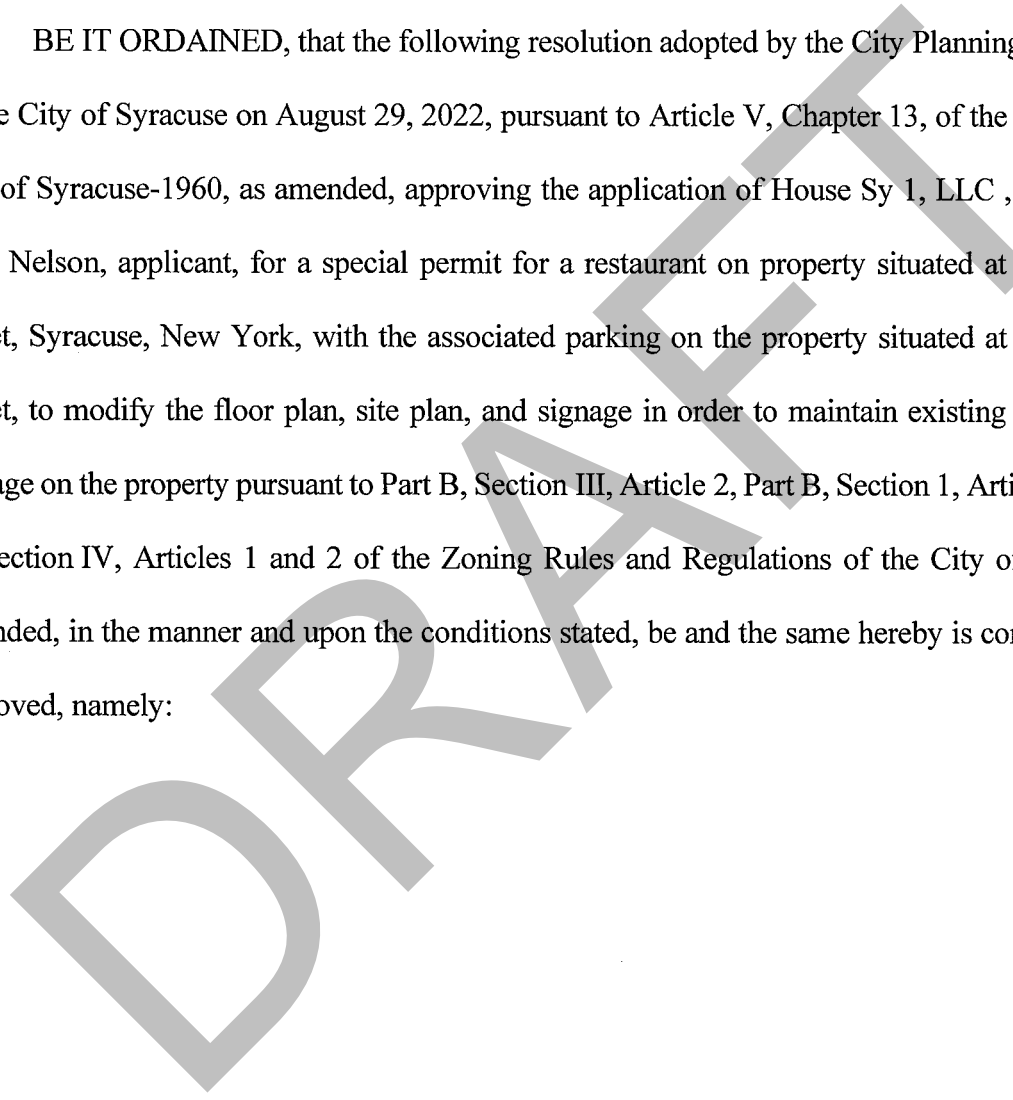 BE IT ORDAINED, that the following resolution adopted by the City Planning
City of Syracuse on August 29, 2022, pursuant to Article V, Chapter 13, of the
of Syracuse-1960, as amended, approving the application of House Sy 1, LLC ,
Nelson, applicant, for a special permit for a restaurant on property situated at
Syracuse, New York, with the associated parking on the property situated at
to modify the floor plan, site plan, and signage in order to maintain existing
on the property pursuant to Part B, Section III, Article 2, Part B, Section 1,
IV, Articles 1 and 2 of the Zoning Rules and Regulations of the City
in the manner and upon the conditions stated, be and the same hereby is
namely:
DRAFT